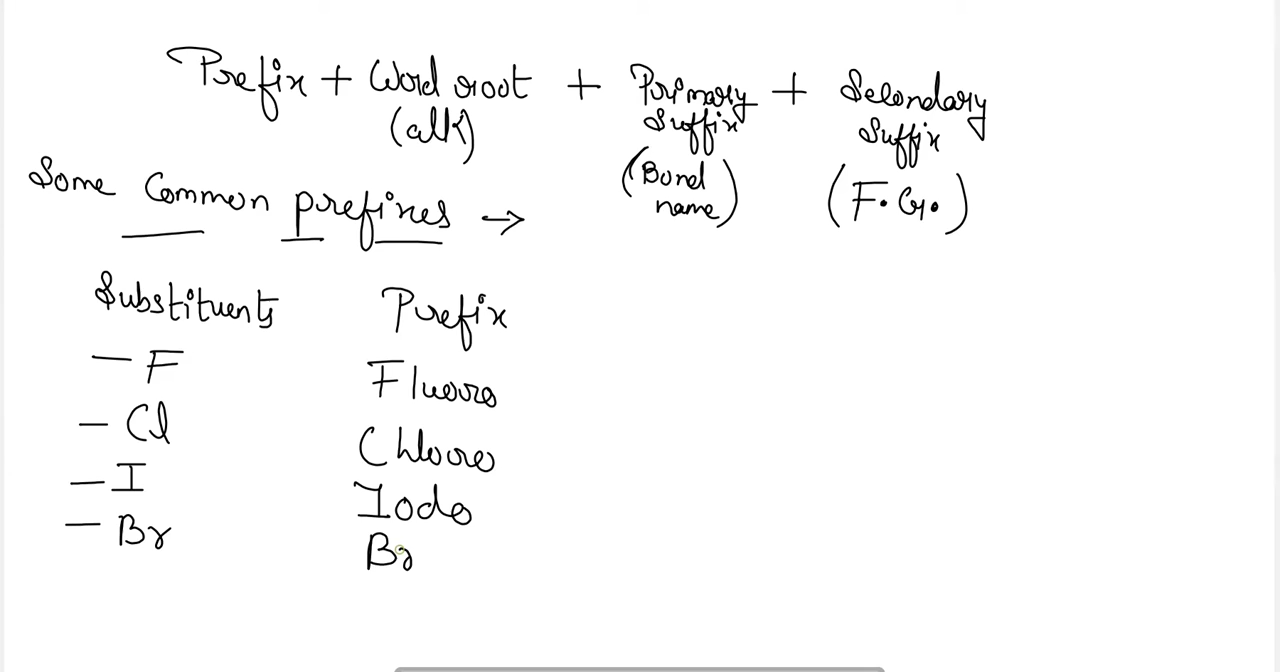 Prefix + Word root + Primary Suffix + Secondary Suffix
(alk) (Bond name) (F.G.)
Some Common prefixes →
Substituents Prefix
— F Fluoro
— Cl Chloro
— I Iodo
— Br Br